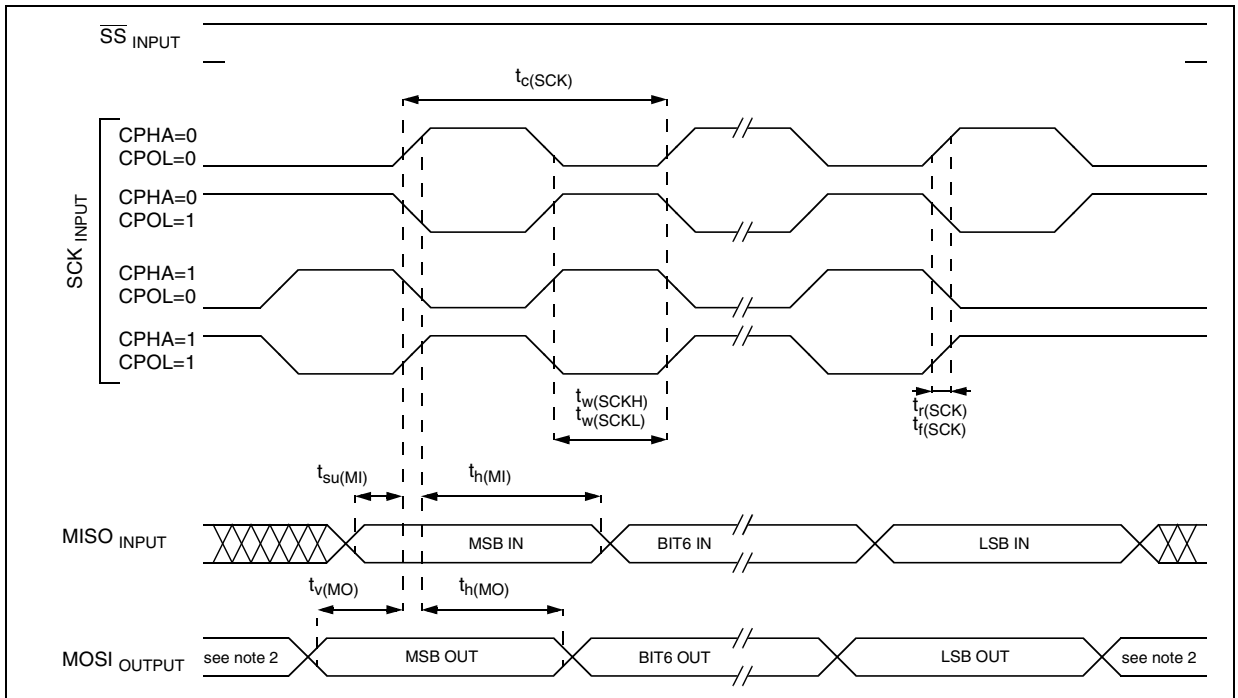 SS INPUT
tc(SCK)
SCK INPUT
CPHA=0
CPOL=0
CPHA=0
CPOL=1
CPHA=1
CPOL=0
CPHA=1
CPOL=1
tw(SCKH)
tw(SCKL)
tr(SCK)
tf(SCK)
tsu(MI)
th(MI)
MISO INPUT
MSB IN
BIT6 IN
LSB IN
tv(MO)
th(MO)
MOSI OUTPUT
see note 2
MSB OUT
BIT6 OUT
LSB OUT
see note 2